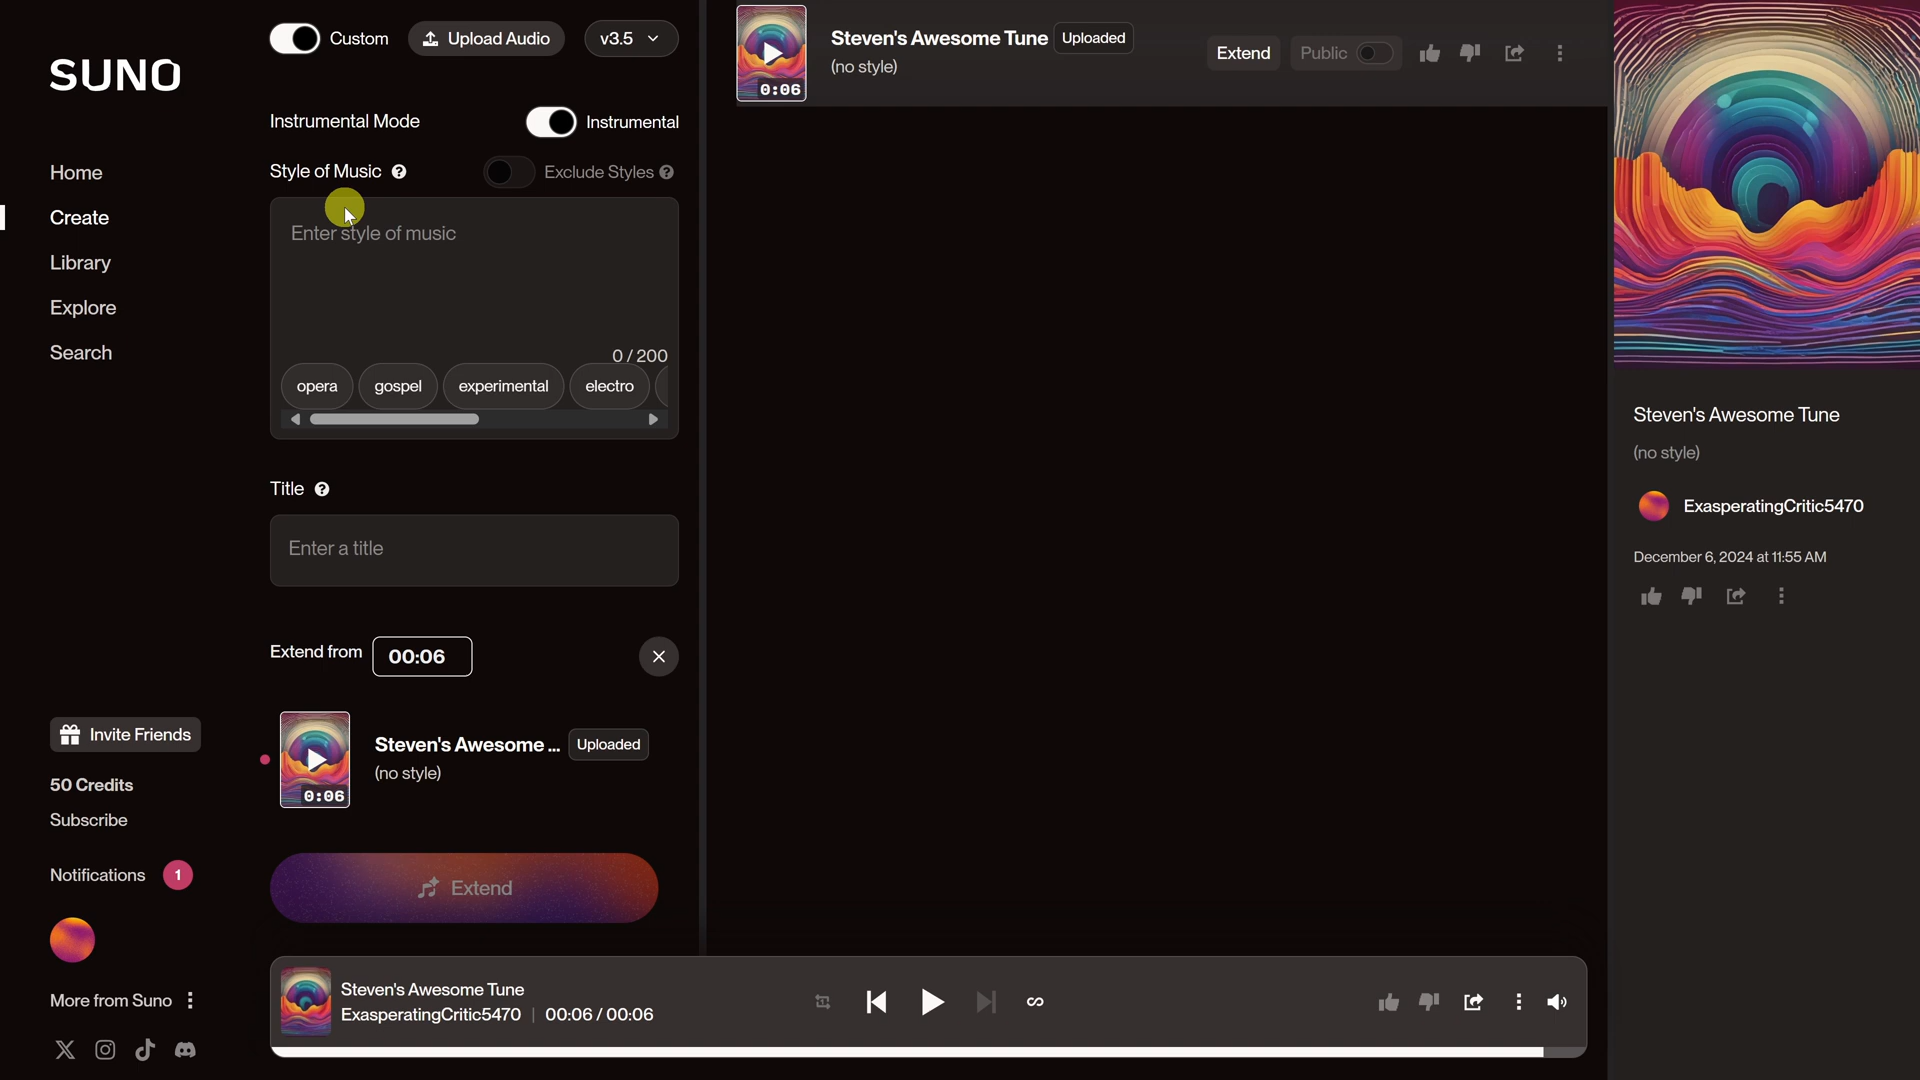 SUNO
Home
Create
Library
Explore
Search
Invite Friends
50 Credits
Subscribe
Notifications 1
More from Suno
Custom
Upload Audio
v3.5
Instrumental Mode
Instrumental
Style of Music ?
Exclude Styles ?
Enter style of music
0 / 200
opera gospel experimental electro
Title ?
Enter a title
Extend from 00:06
Steven's Awesome ... Uploaded
(no style)
0:06
Extend
Steven's Awesome Tune Uploaded
(no style)
0:06
Extend
Public
Steven's Awesome Tune
(no style)
ExasperatingCritic5470
December 6, 2024 at 11:55 AM
Steven's Awesome Tune
ExasperatingCritic5470 | 00:06 / 00:06